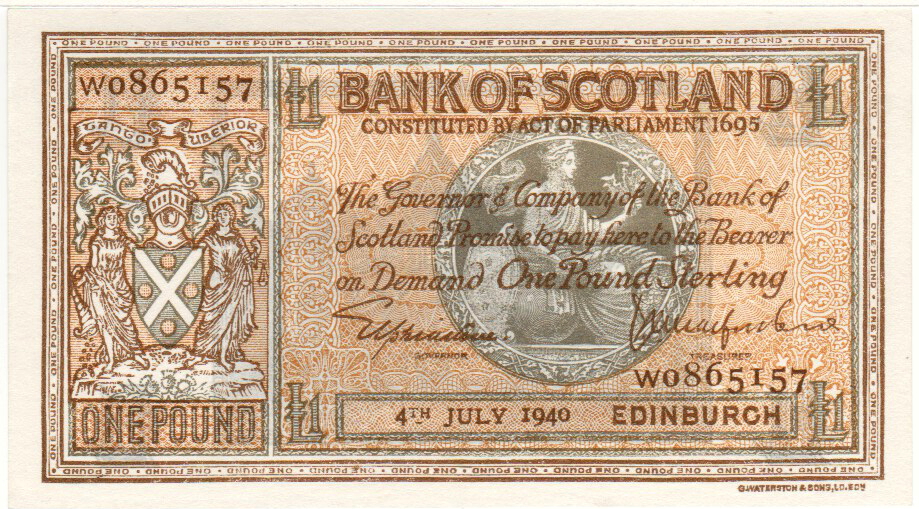 ONE POUND · ONE POUND · ONE POUND · ONE POUND · ONE POUND · ONE POUND · ONE POUND · ONE POUND · ONE POUND · ONE POUND
W0865157
TANGO UBERIOR
ONE POUND
£1 BANK OF SCOTLAND £1
CONSTITUTED BY ACT OF PARLIAMENT 1695
The Governor & Company of the Bank of
Scotland Promise to pay here to the Bearer
on Demand One Pound Sterling
GOVERNOR TREASURER
W0865157
£1 4TH JULY 1940 EDINBURGH £1
G.WATERSTON & SONS, LD. EDN